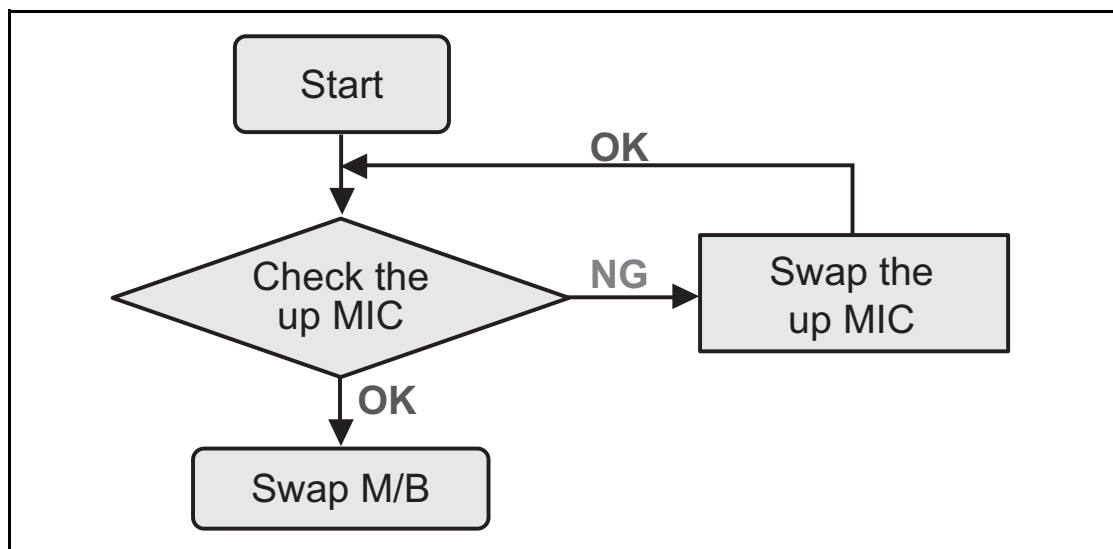 Start
OK
Check the
up MIC
NG
Swap the
up MIC
OK
Swap M/B